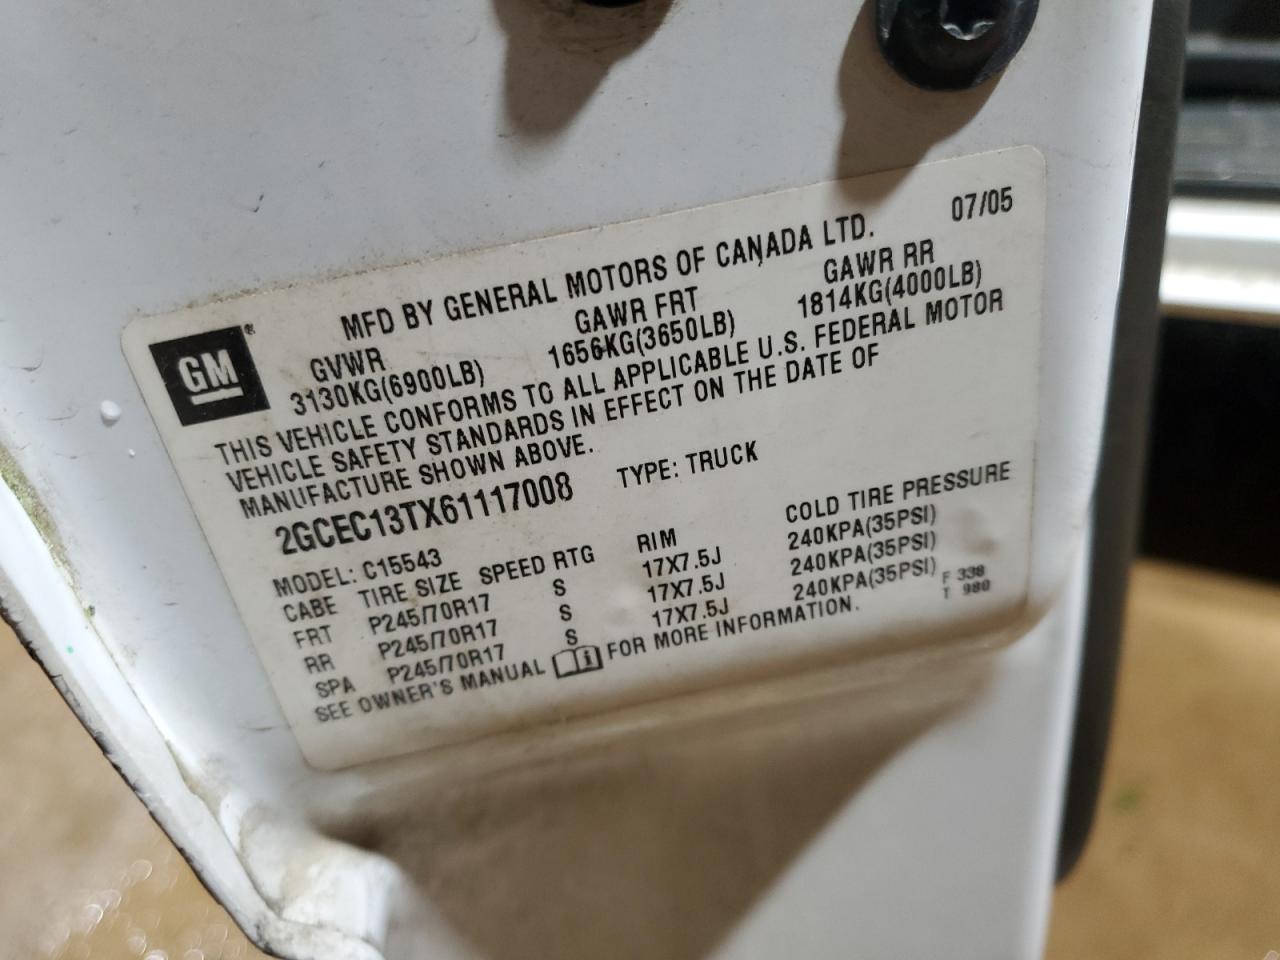 07/05
MFD BY GENERAL MOTORS OF CANADA LTD.
GVWR GAWR FRT GAWR RR
3130KG(6900LB) 1656KG(3650LB) 1814KG(4000LB)
GM
THIS VEHICLE CONFORMS TO ALL APPLICABLE U.S. FEDERAL MOTOR
VEHICLE SAFETY STANDARDS IN EFFECT ON THE DATE OF
MANUFACTURE SHOWN ABOVE.
2GCEC13TX61117008 TYPE: TRUCK
MODEL: C15543
CABE TIRE SIZE SPEED RTG RIM COLD TIRE PRESSURE
FRT P245/70R17 S 17X7.5J 240KPA(35PSI)
RR P245/70R17 S 17X7.5J 240KPA(35PSI)
SPA P245/70R17 S 17X7.5J 240KPA(35PSI)
SEE OWNER'S MANUAL FOR MORE INFORMATION.
F 338
T 980